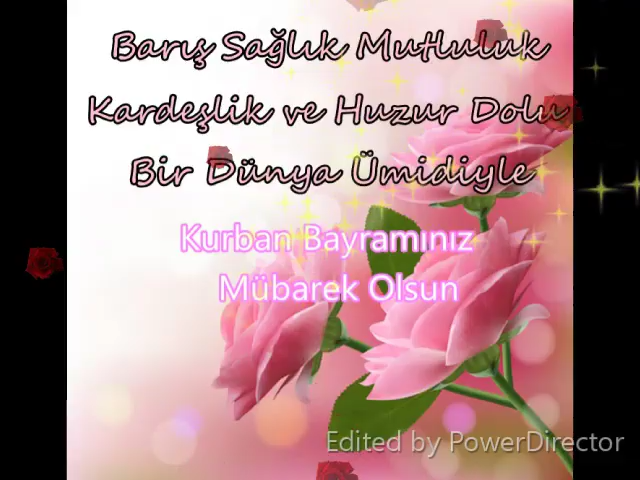 Barış Sağlık Mutluluk
Kardeşlik ve Huzur Dolu
Bir Dünya Ümidiyle
Kurban Bayramınız
Mübarek Olsun
Edited by PowerDirector